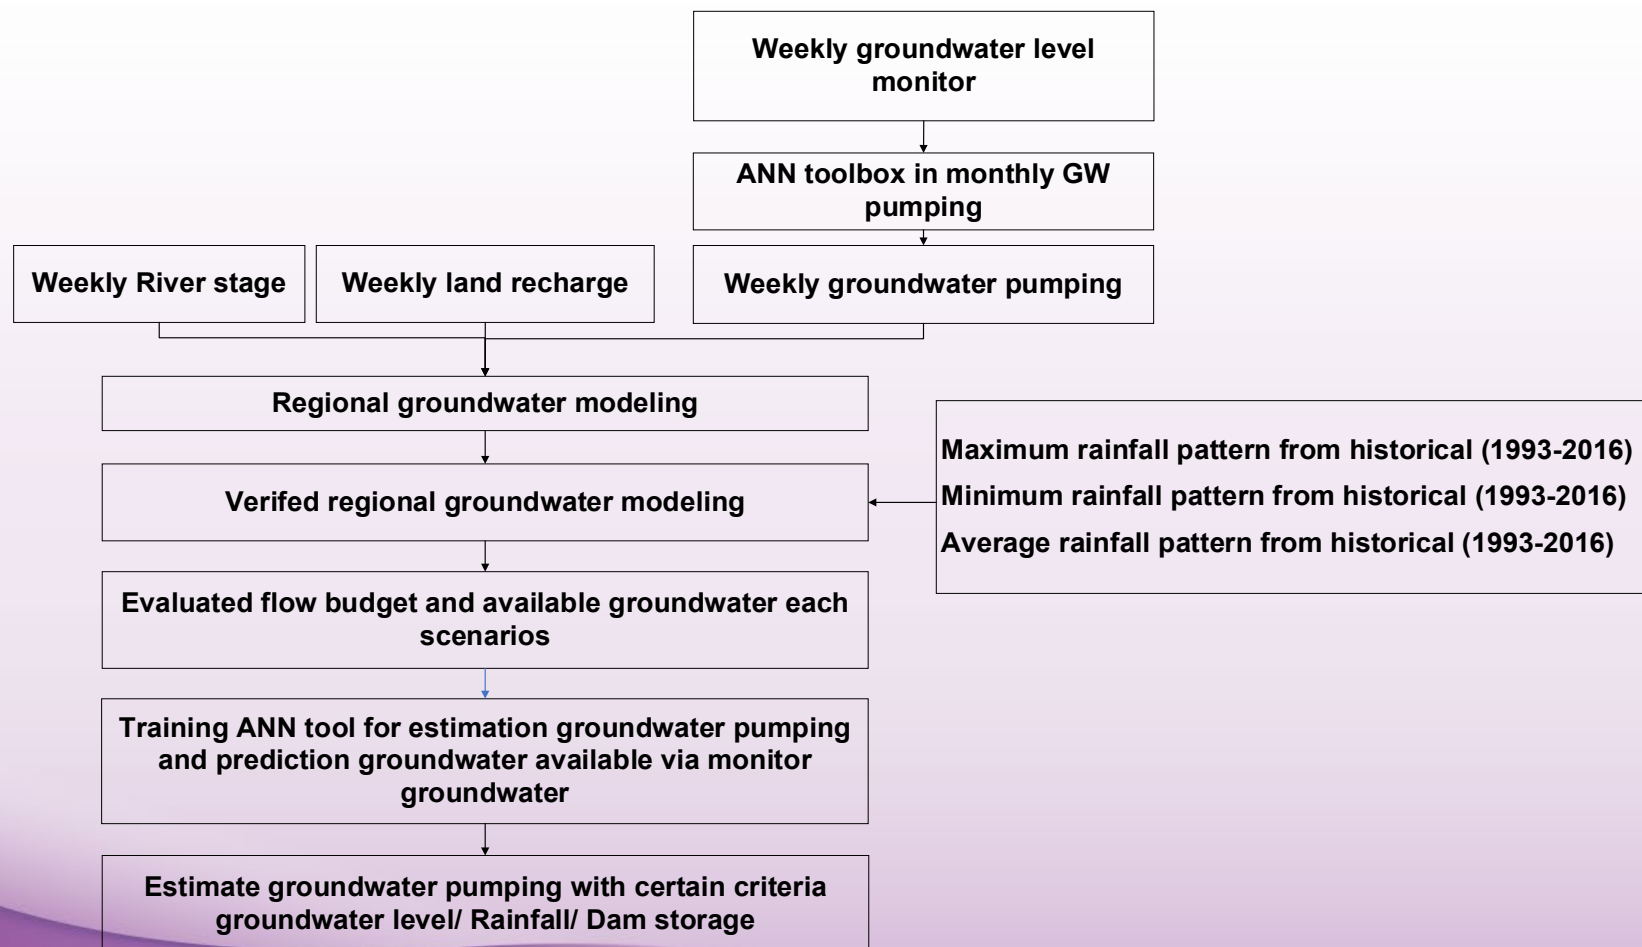 Weekly groundwater level
monitor
ANN toolbox in monthly GW
pumping
Weekly River stage
Weekly land recharge
Weekly groundwater pumping
Regional groundwater modeling
Maximum rainfall pattern from historical (1993-2016)
Minimum rainfall pattern from historical (1993-2016)
Average rainfall pattern from historical (1993-2016)
Verifed regional groundwater modeling
Evaluated flow budget and available groundwater each
scenarios
Training ANN tool for estimation groundwater pumping
and prediction groundwater available via monitor
groundwater
Estimate groundwater pumping with certain criteria
groundwater level/ Rainfall/ Dam storage